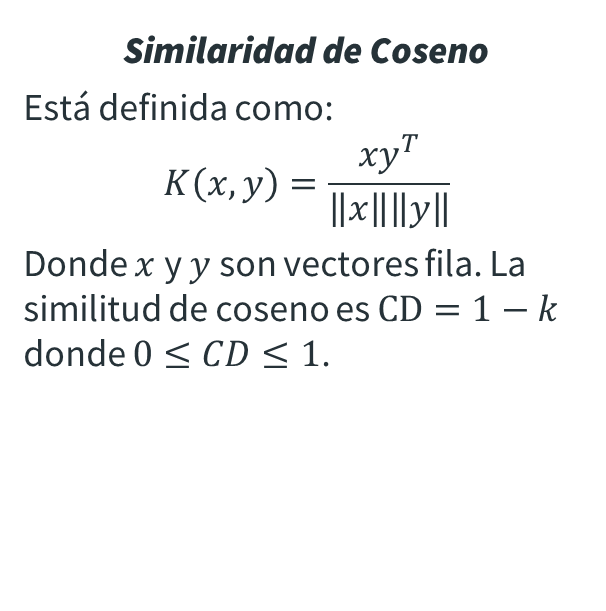 Similaridad de Coseno
Está definida como:
K(x, y) = xy^T / ‖x‖‖y‖
Donde x y y son vectores fila. La
similitud de coseno es CD = 1 − k
donde 0 ≤ CD ≤ 1.